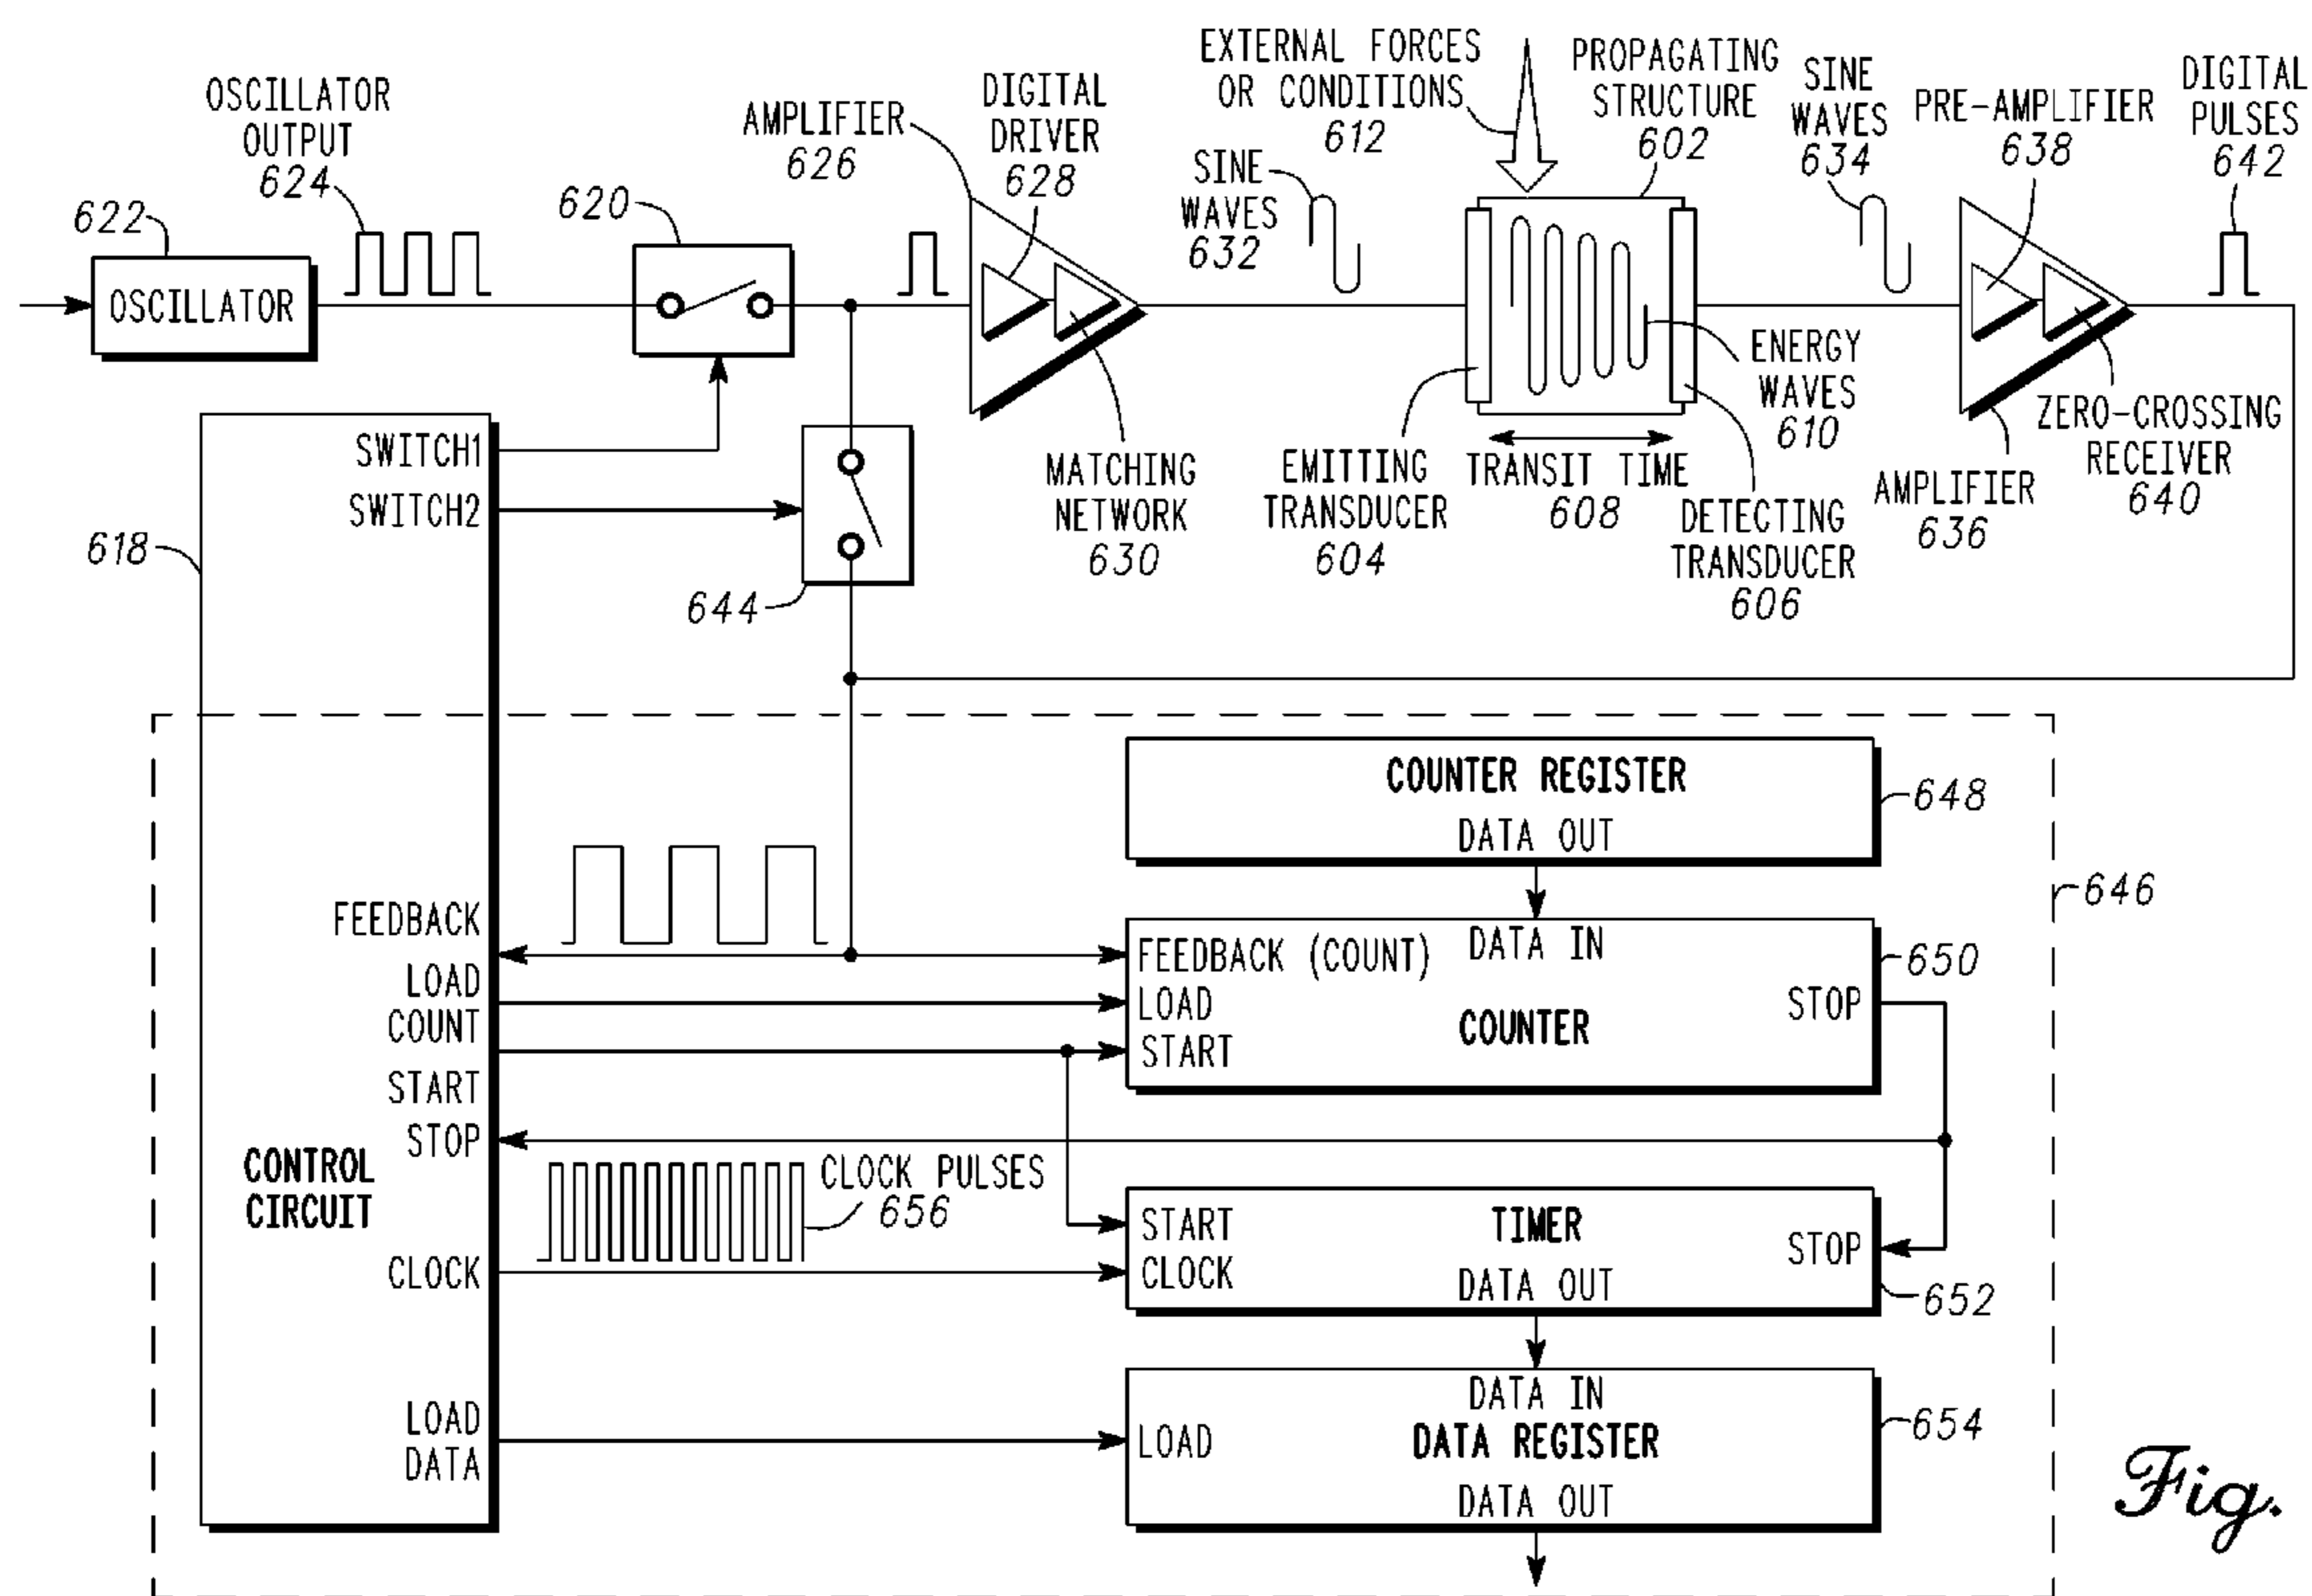 OSCILLATOR
OUTPUT
624
622
OSCILLATOR
620
AMPLIFIER
626
DIGITAL
DRIVER
628
MATCHING
NETWORK
630
SINE
WAVES
632
EXTERNAL FORCES
OR CONDITIONS
612
PROPAGATING
STRUCTURE
602
EMITTING
TRANSDUCER
604
TRANSIT TIME
608
ENERGY
WAVES
610
DETECTING
TRANSDUCER
606
SINE
WAVES
634
PRE-AMPLIFIER
638
DIGITAL
PULSES
642
ZERO-CROSSING
RECEIVER
640
AMPLIFIER
636
618
SWITCH1
SWITCH2
644
646
COUNTER REGISTER
DATA OUT
648
FEEDBACK
LOAD
COUNT
START
STOP
CONTROL
CIRCUIT
CLOCK
LOAD
DATA
FEEDBACK (COUNT)
DATA IN
LOAD
COUNTER
START
STOP
650
CLOCK PULSES
656
START
TIMER
STOP
CLOCK
DATA OUT
652
DATA IN
LOAD
DATA REGISTER
DATA OUT
654
Fig.